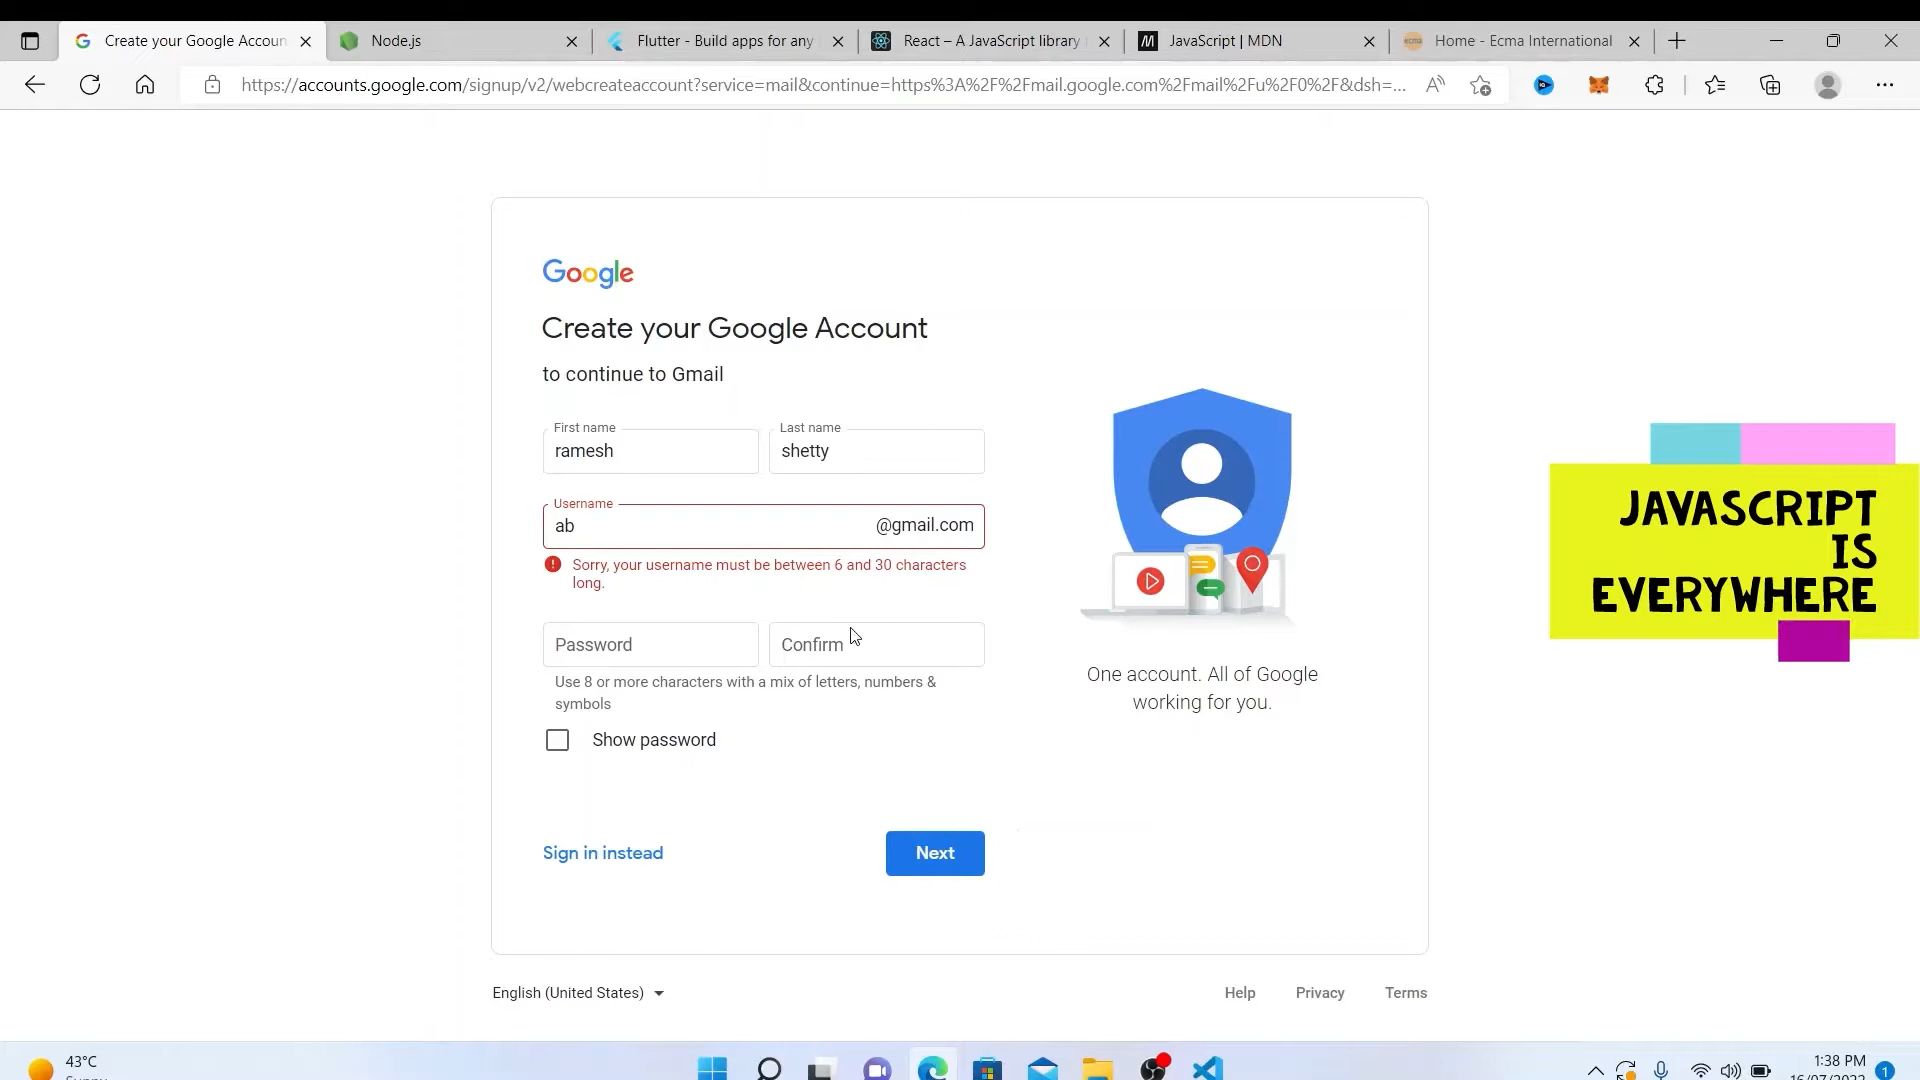 Create your Google Accoun
Node.js
Flutter - Build apps for any
React – A JavaScript library
JavaScript | MDN
Home - Ecma International
https://accounts.google.com/signup/v2/webcreateaccount?service=mail&continue=https%3A%2F%2Fmail.google.com%2Fmail%2Fu%2F0%2F&dsh=...
Google
Create your Google Account
to continue to Gmail
First name
Last name
ramesh
shetty
Username
ab
@gmail.com
Sorry, your username must be between 6 and 30 characters
long.
Password
Confirm
Use 8 or more characters with a mix of letters, numbers &
symbols
Show password
Sign in instead
Next
One account. All of Google
working for you.
JAVASCRIPT
IS
EVERYWHERE
English (United States)
Help
Privacy
Terms
43°C
1:38 PM
1